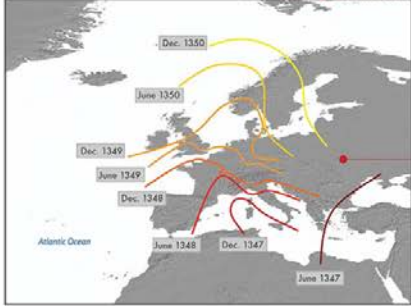 Dec. 1350
June 1350
Dec. 1349
June 1349
Dec. 1348
Atlantic Ocean
June 1348
Dec. 1347
June 1347